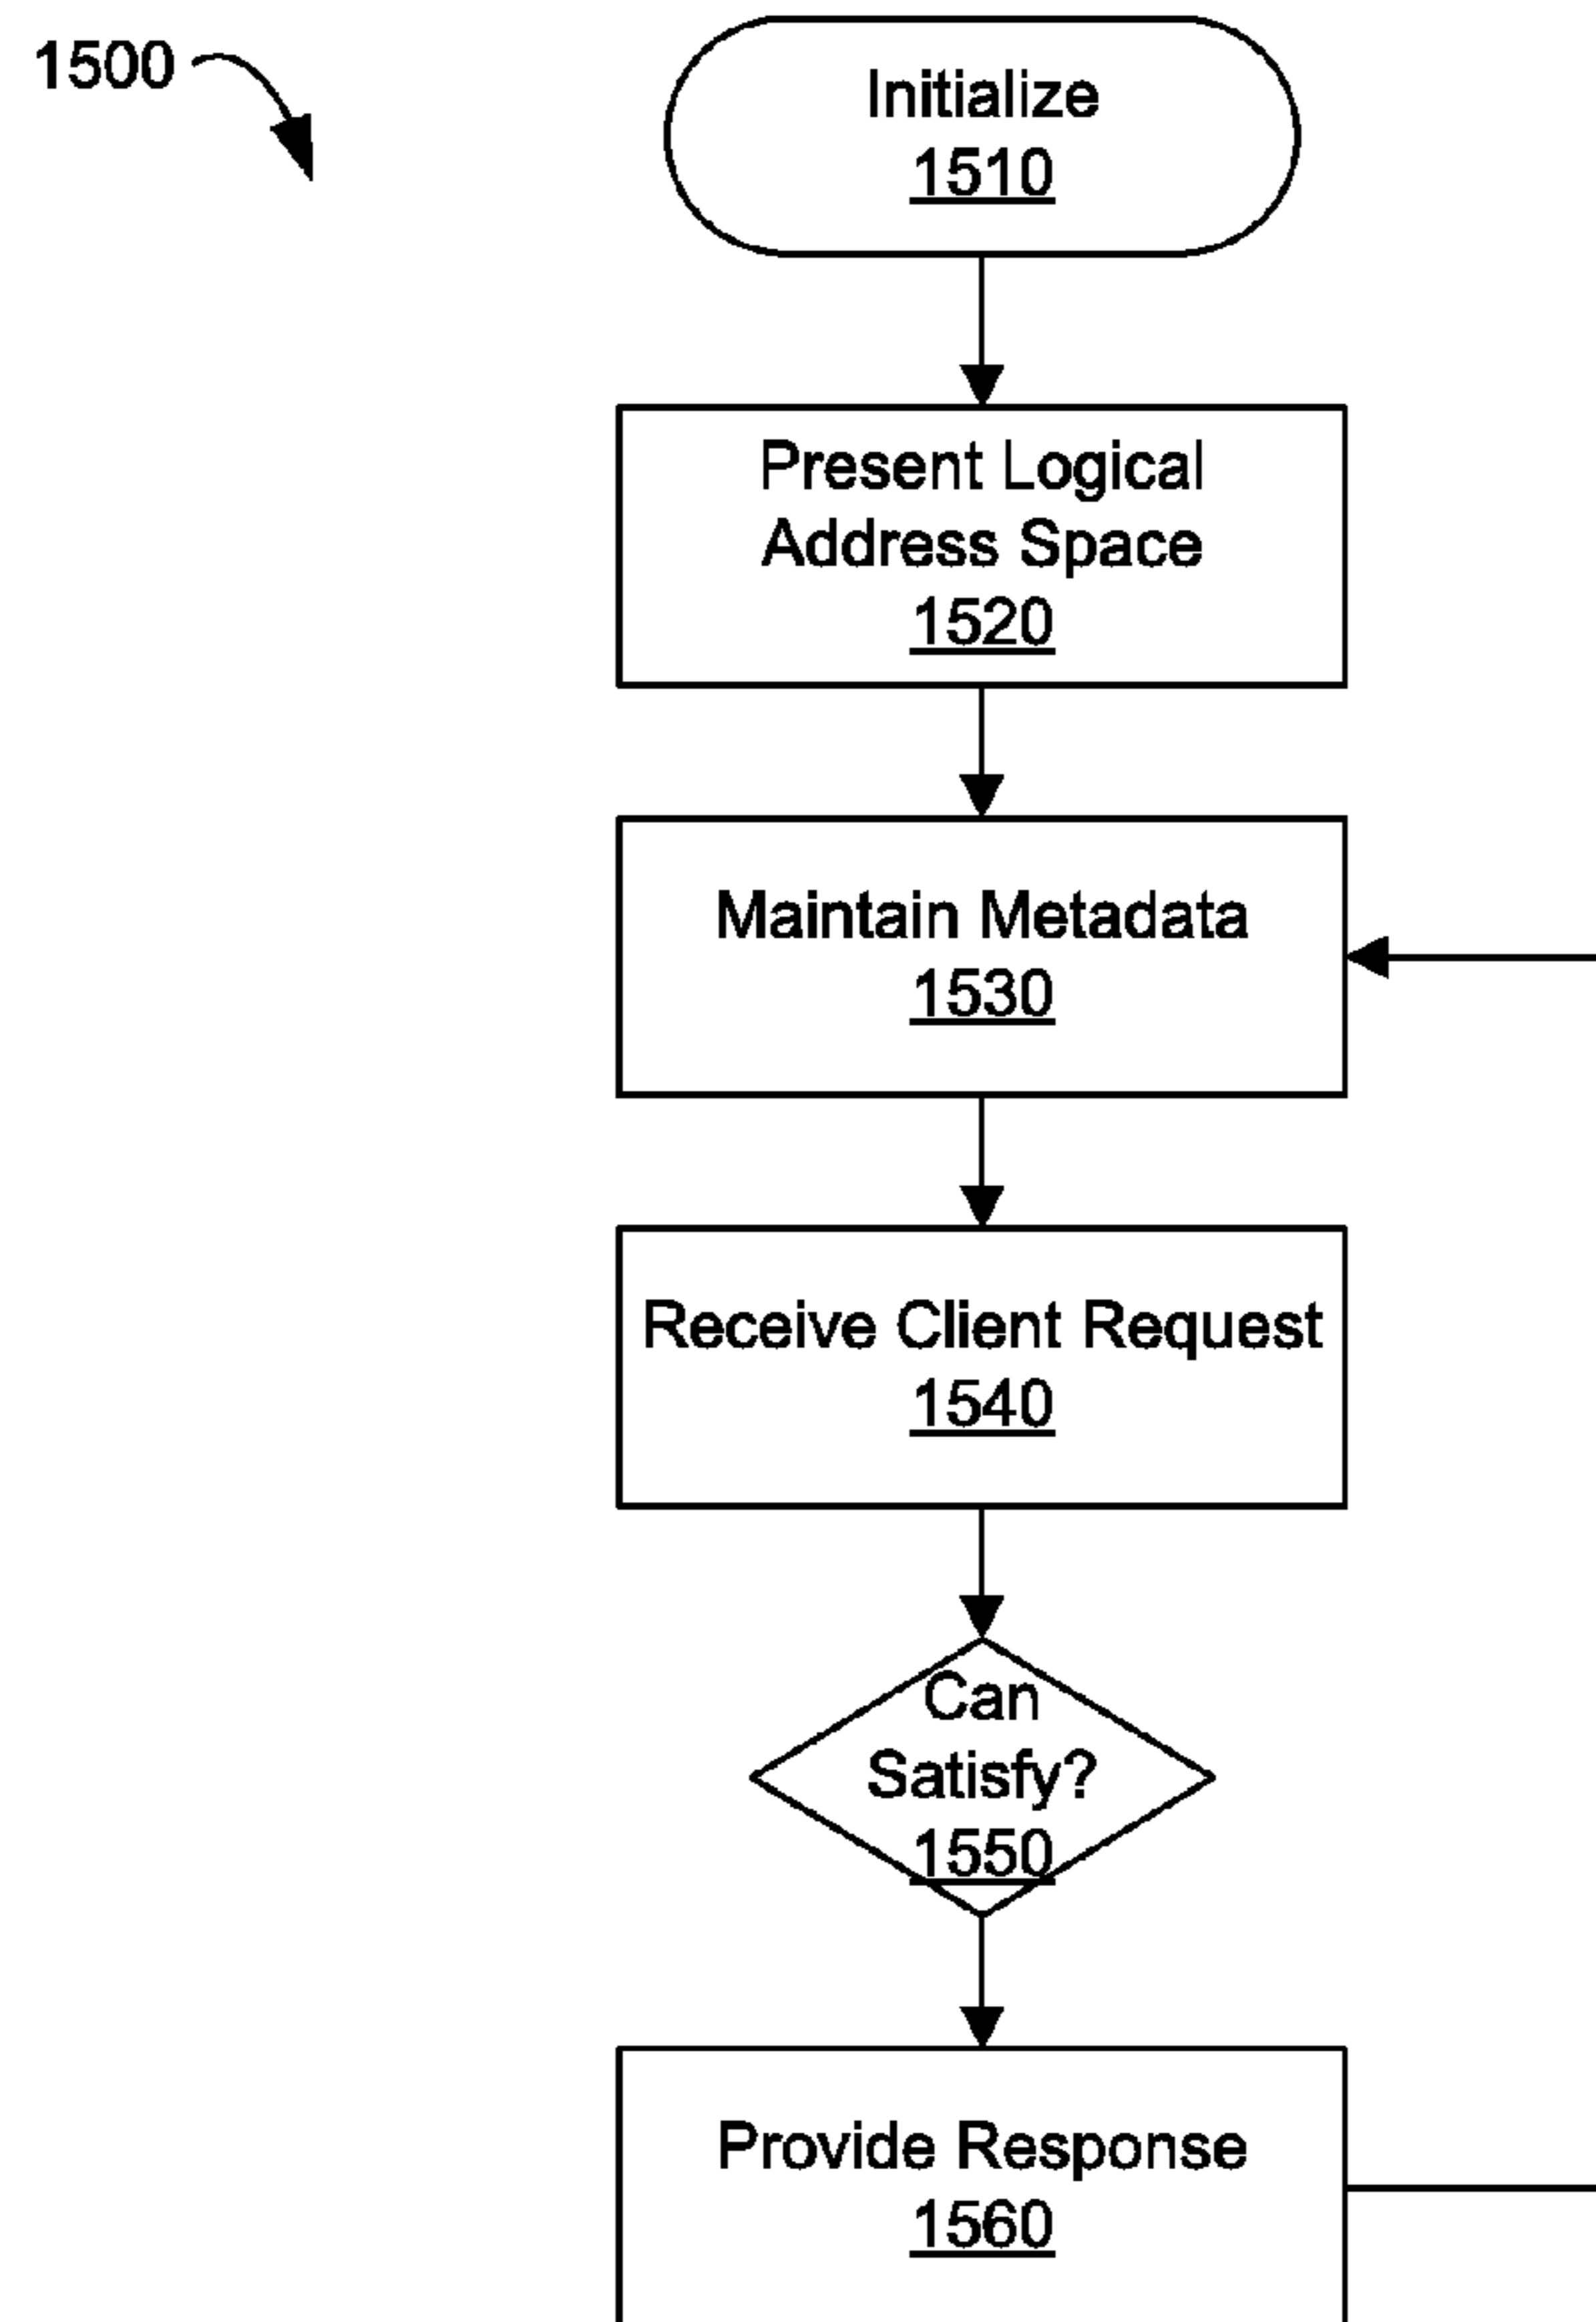 1500
Initialize
1510
Present Logical
Address Space
1520
Maintain Metadata
1530
Receive Client Request
1540
Can
Satisfy?
1550
Provide Response
1560